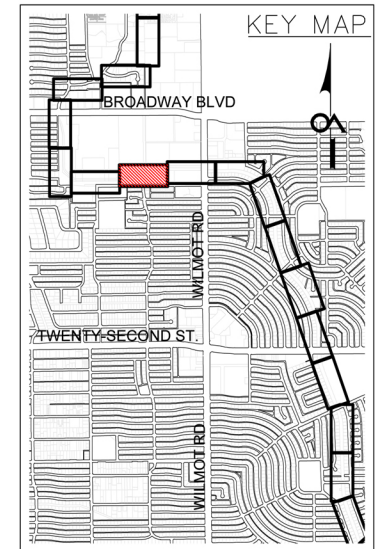 KEY MAP
BROADWAY BLVD
WILMOT RD
TWENTY-SECOND ST.
WILMOT RD